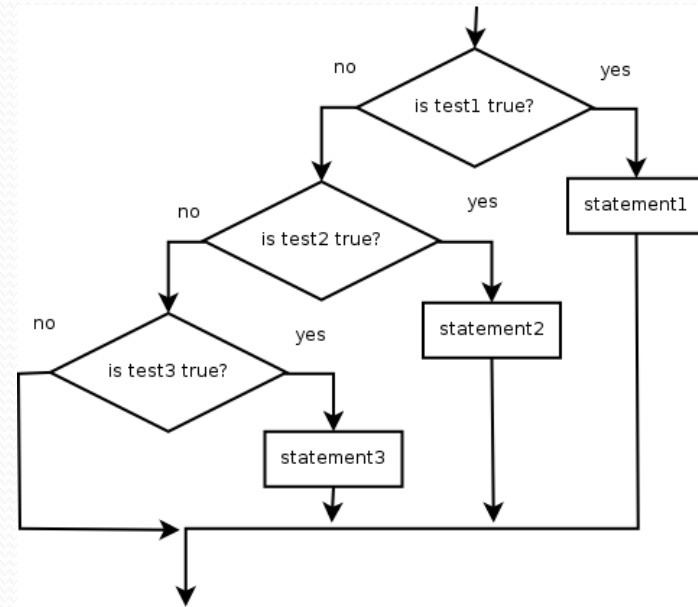 no
yes
is test1 true?
statement1
no
yes
is test2 true?
statement2
no
yes
is test3 true?
statement3